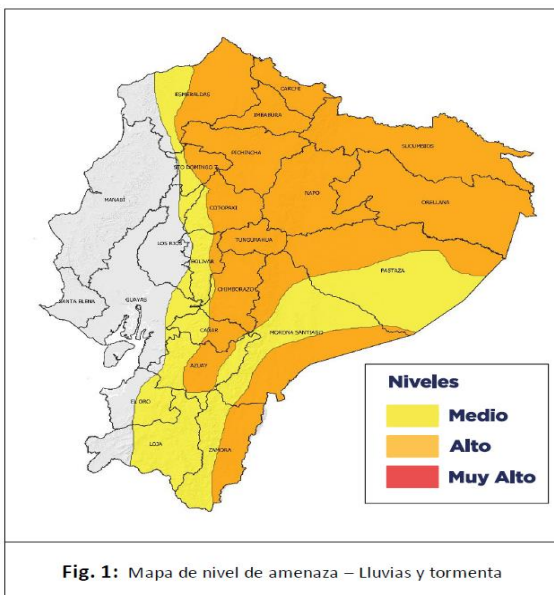 ESMERALDAS
CARCHI
IMBABURA
SUCUMBIOS
PICHINCHA
STO DOMINGO T
NAPO
ORELLANA
MANABÍ
COTOPAXI
TUNGURAHUA
LOS RIOS
BOLIVAR
PASTAZA
CHIMBORAZO
SANTA ELENA
GUAYAS
MORONA SANTIAGO
CAÑAR
AZUAY
EL ORO
LOJA
ZAMORA
Niveles
Medio
Alto
Muy Alto
Fig. 1: Mapa de nivel de amenaza – Lluvias y tormenta